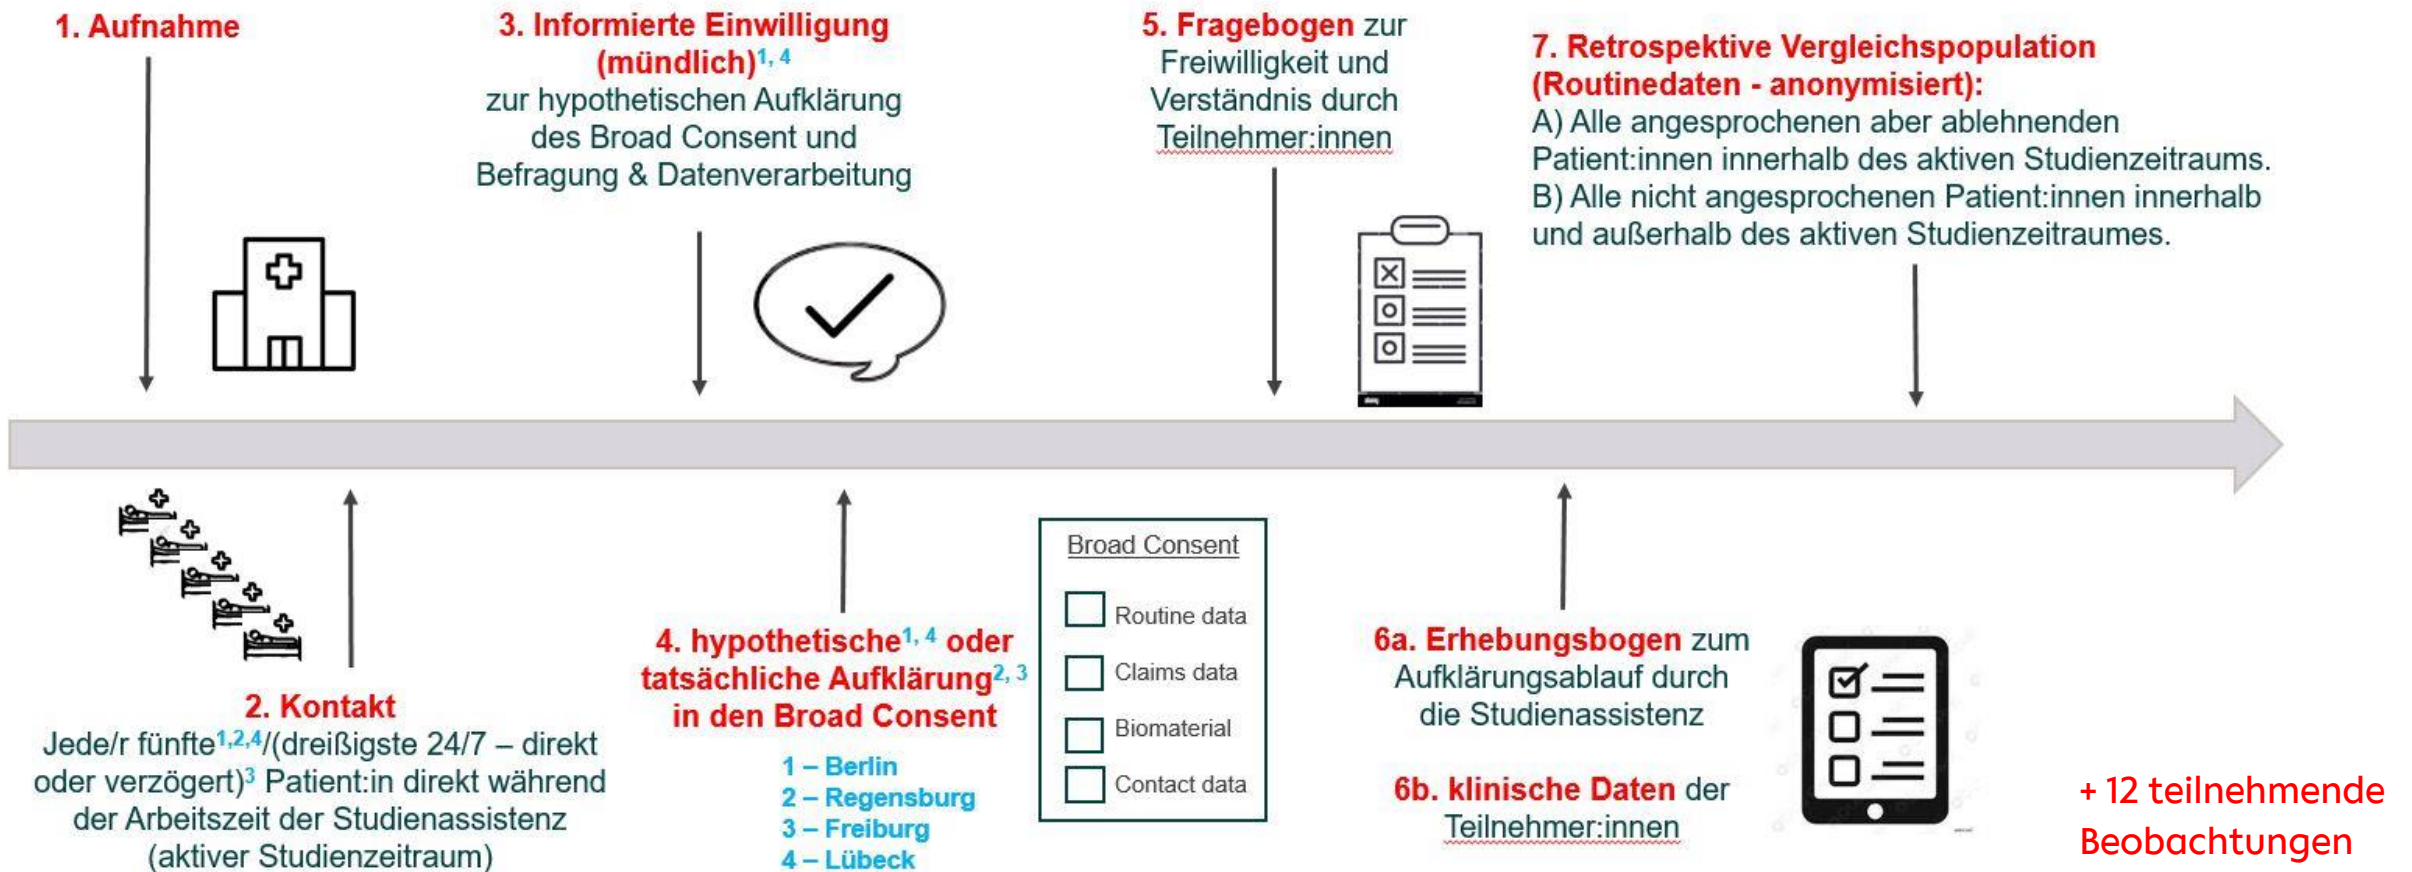 1. Aufnahme
3. Informierte Einwilligung
(mündlich)1, 4
zur hypothetischen Aufklärung
des Broad Consent und
Befragung & Datenverarbeitung
5. Fragebogen zur
Freiwilligkeit und
Verständnis durch
Teilnehmer:innen
7. Retrospektive Vergleichspopulation
(Routinedaten - anonymisiert):
A) Alle angesprochenen aber ablehnenden
Patient:innen innerhalb des aktiven Studienzeitraums.
B) Alle nicht angesprochenen Patient:innen innerhalb
und außerhalb des aktiven Studienzeitraumes.
2. Kontakt
Jede/r fünfte1,2,4/(dreißigste 24/7 – direkt
oder verzögert)3 Patient:in direkt während
der Arbeitszeit der Studienassistenz
(aktiver Studienzeitraum)
4. hypothetische1, 4 oder
tatsächliche Aufklärung2, 3
in den Broad Consent
1 – Berlin
2 – Regensburg
3 – Freiburg
4 – Lübeck
Broad Consent
Routine data
Claims data
Biomaterial
Contact data
6a. Erhebungsbogen zum
Aufklärungsablauf durch
die Studienassistenz
6b. klinische Daten der
Teilnehmer:innen
+ 12 teilnehmende
Beobachtungen